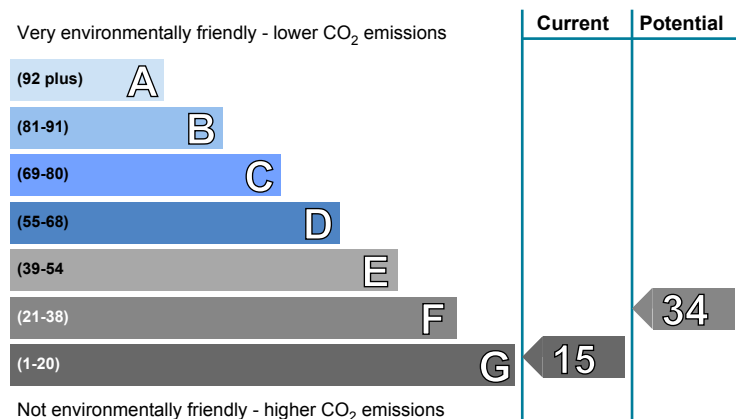 Very environmentally friendly - lower CO₂ emissions
Current
Potential
(92 plus) A
(81-91) B
(69-80) C
(55-68) D
(39-54 E
(21-38) F
34
(1-20) G
15
Not environmentally friendly - higher CO₂ emissions